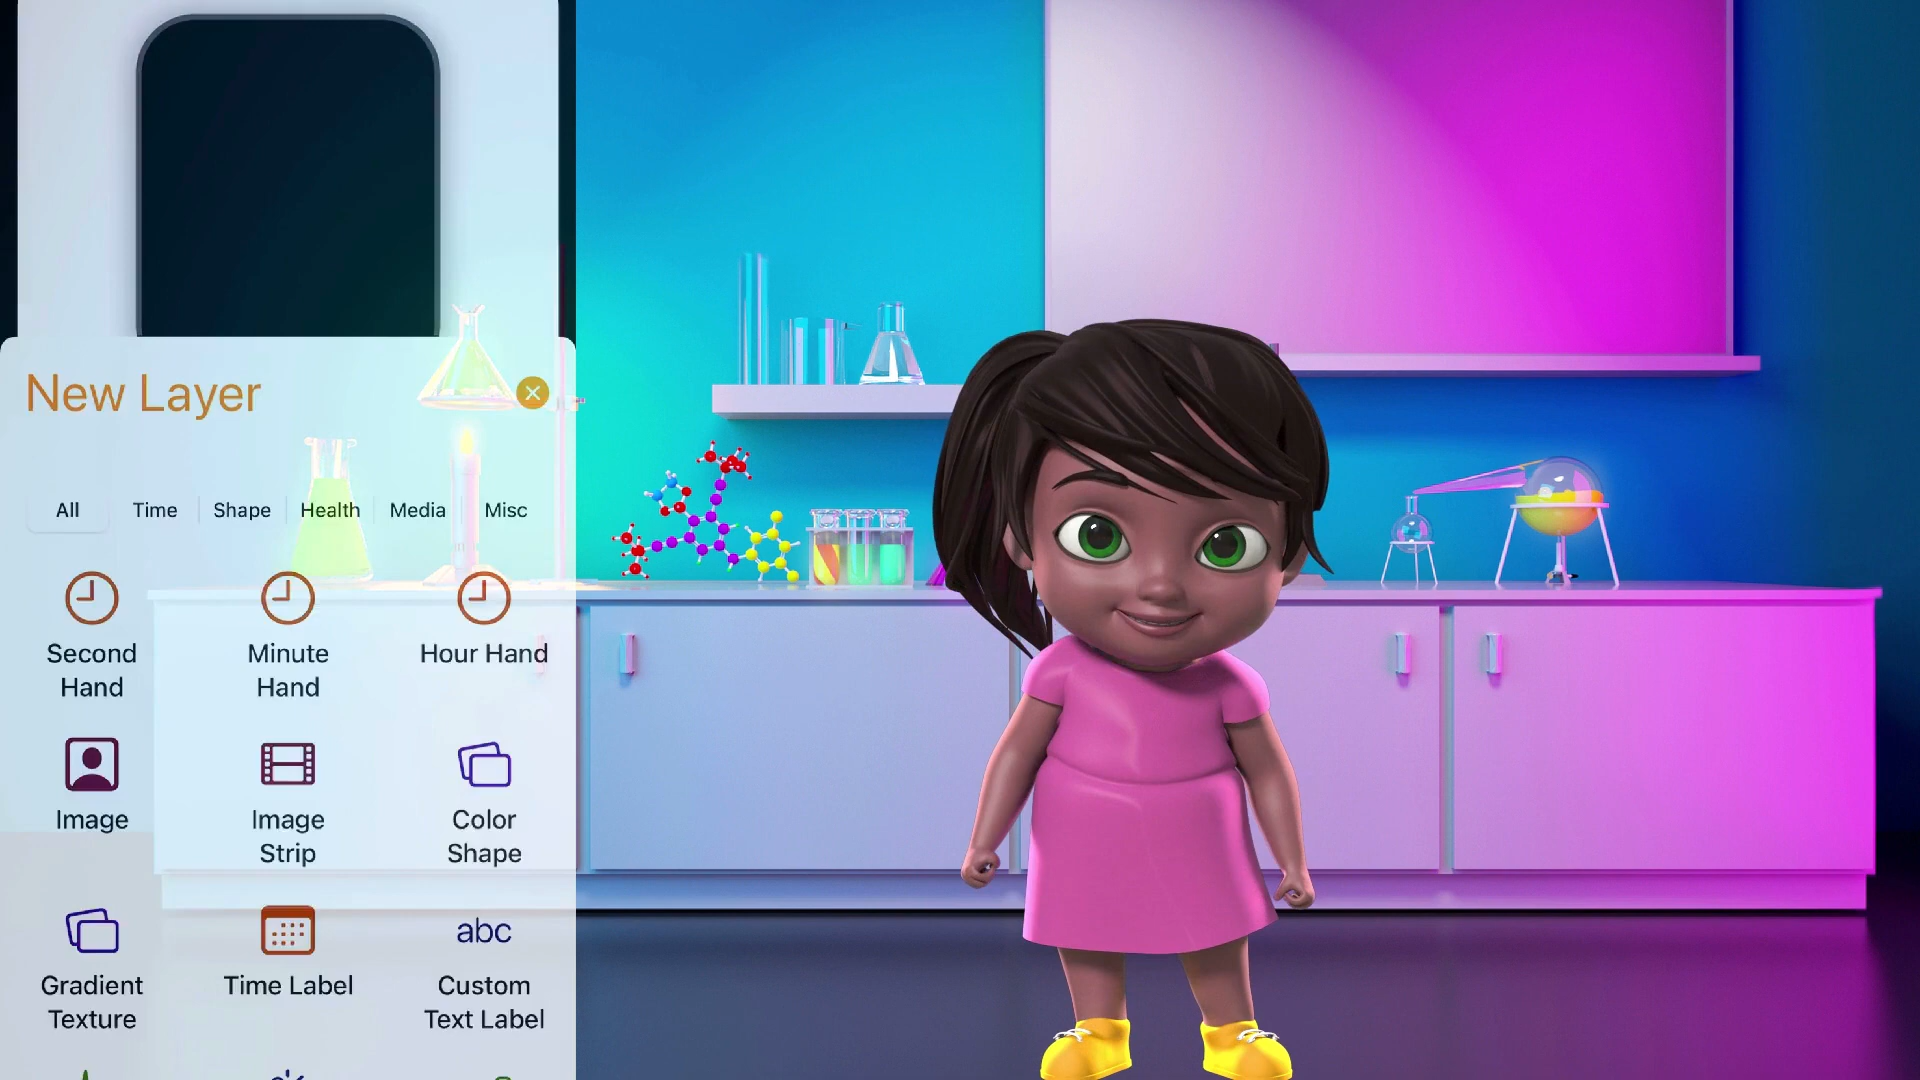 New Layer
All Time Shape Health Media Misc
Second Hand
Minute Hand
Hour Hand
Image
Image Strip
Color Shape
Gradient Texture
Time Label
abc
Custom Text Label